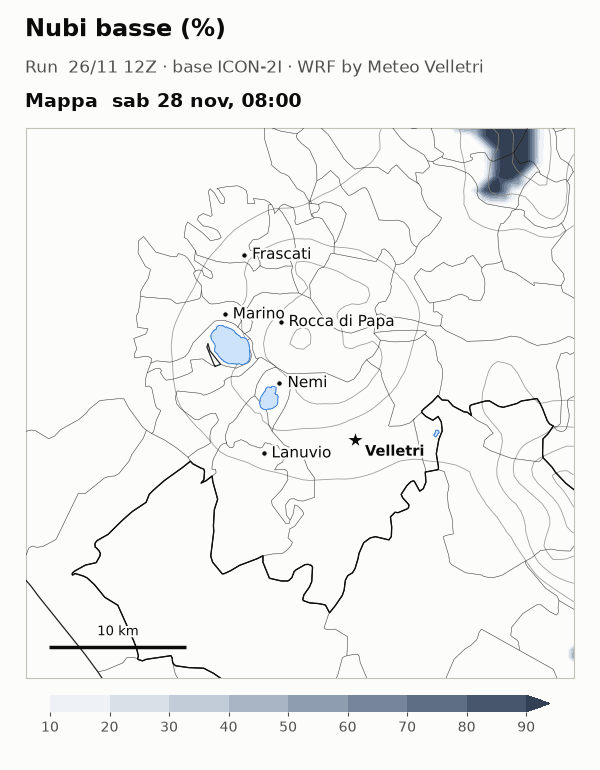 Nubi basse (%)
Run  26/11 12Z · base ICON-2I · WRF by Meteo Velletri
Mappa  sab 28 nov, 08:00
Frascati
Marino
Rocca di Papa
Nemi
Velletri
Lanuvio
10 km
10 20 30 40 50 60 70 80 90